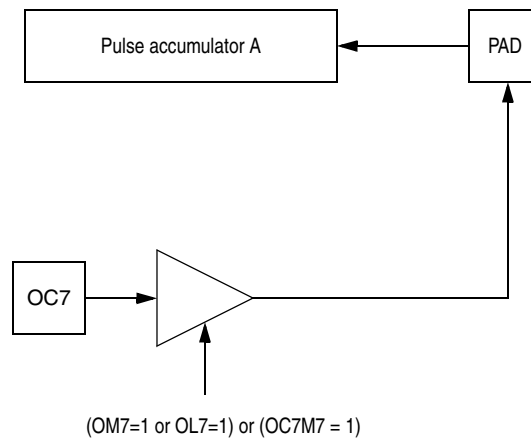 Pulse accumulator A
PAD
OC7
(OM7=1 or OL7=1) or (OC7M7 = 1)